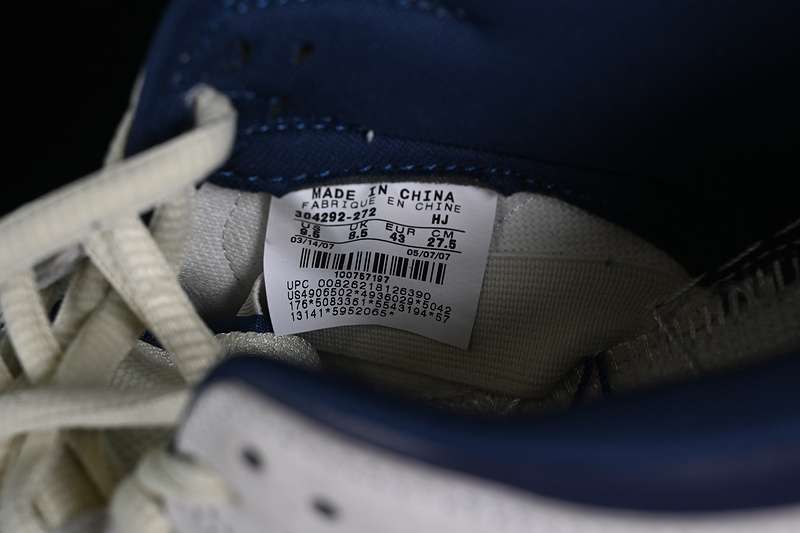 MADE IN CHINA
FABRIQUE EN CHINE
304292-272 HJ
US UK EUR CM
9.5 8.5 43 27.5
03/14/07 05/07/07
100757197
UPC 00826218126390
US4906502*4936029*5042
176*5083361*5543194*57
13141*5952065*